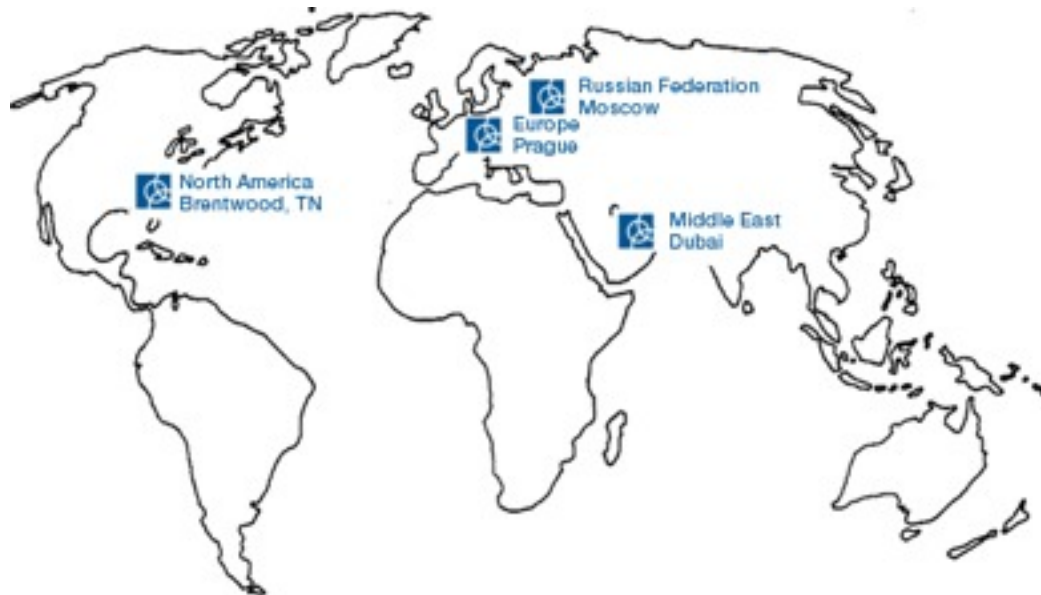 Russian Federation
Moscow
Europe
Prague
North America
Brentwood, TN
Middle East
Dubai